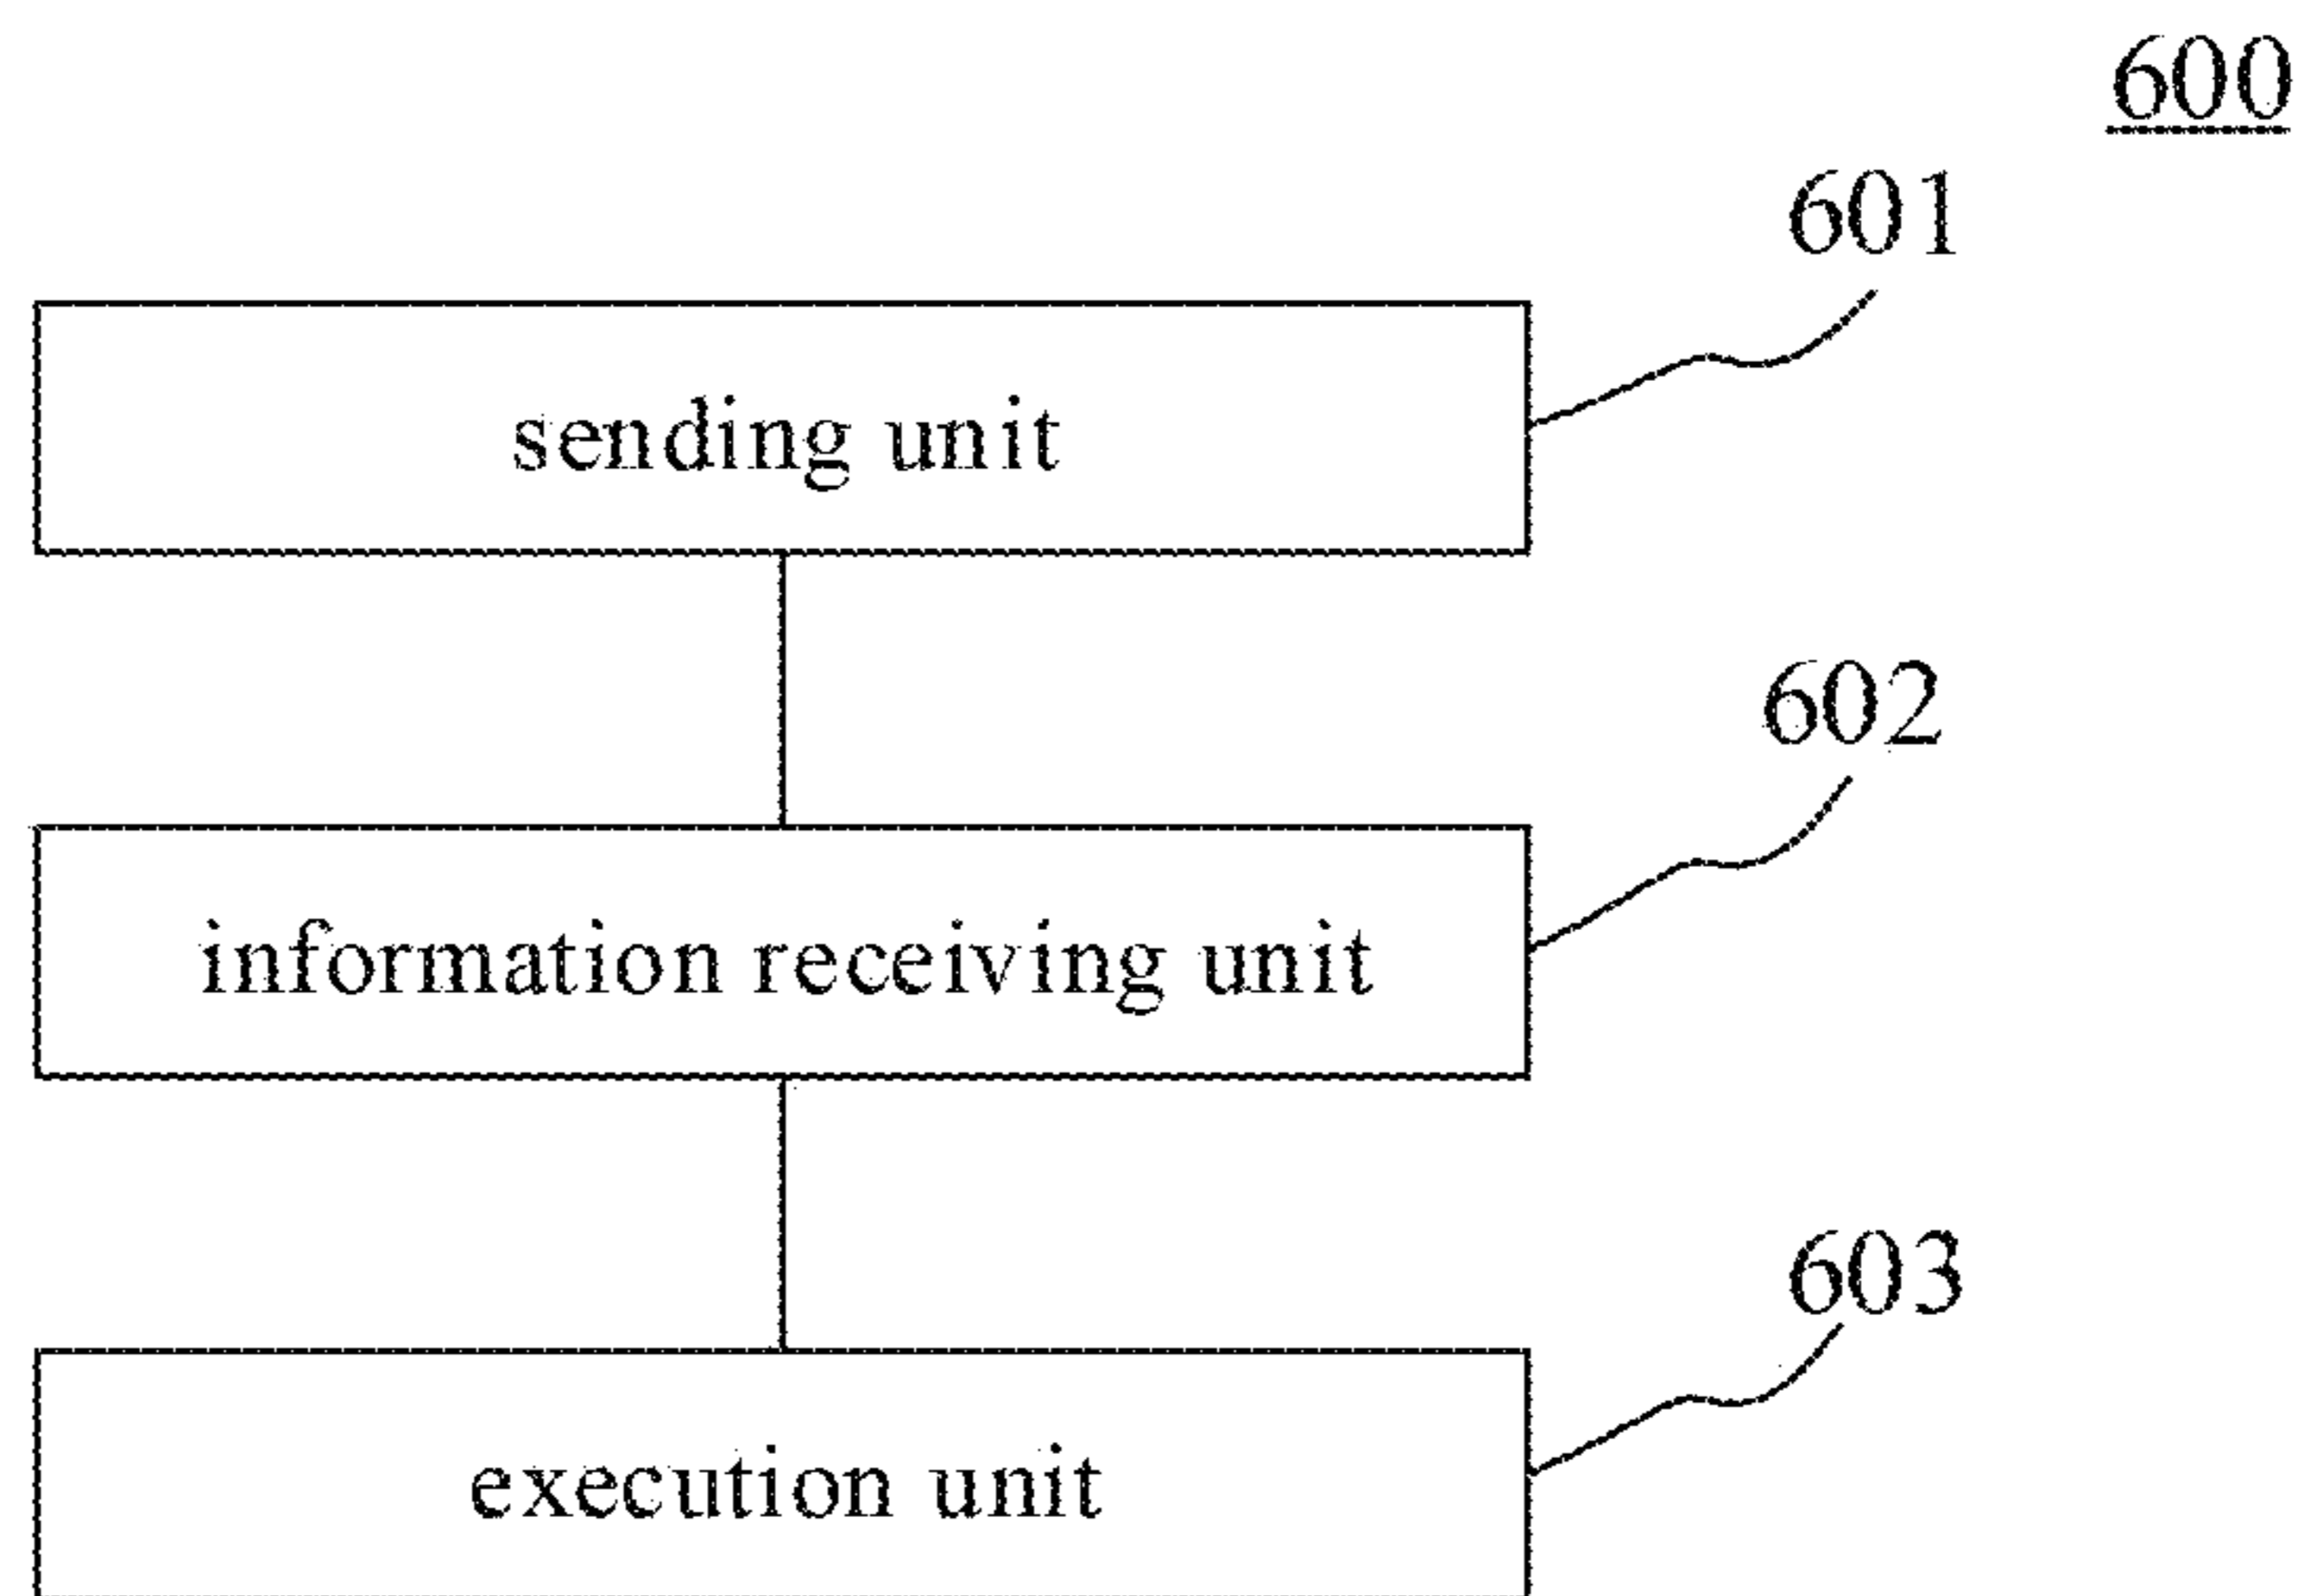 600
601
sending unit
602
information receiving unit
603
execution unit